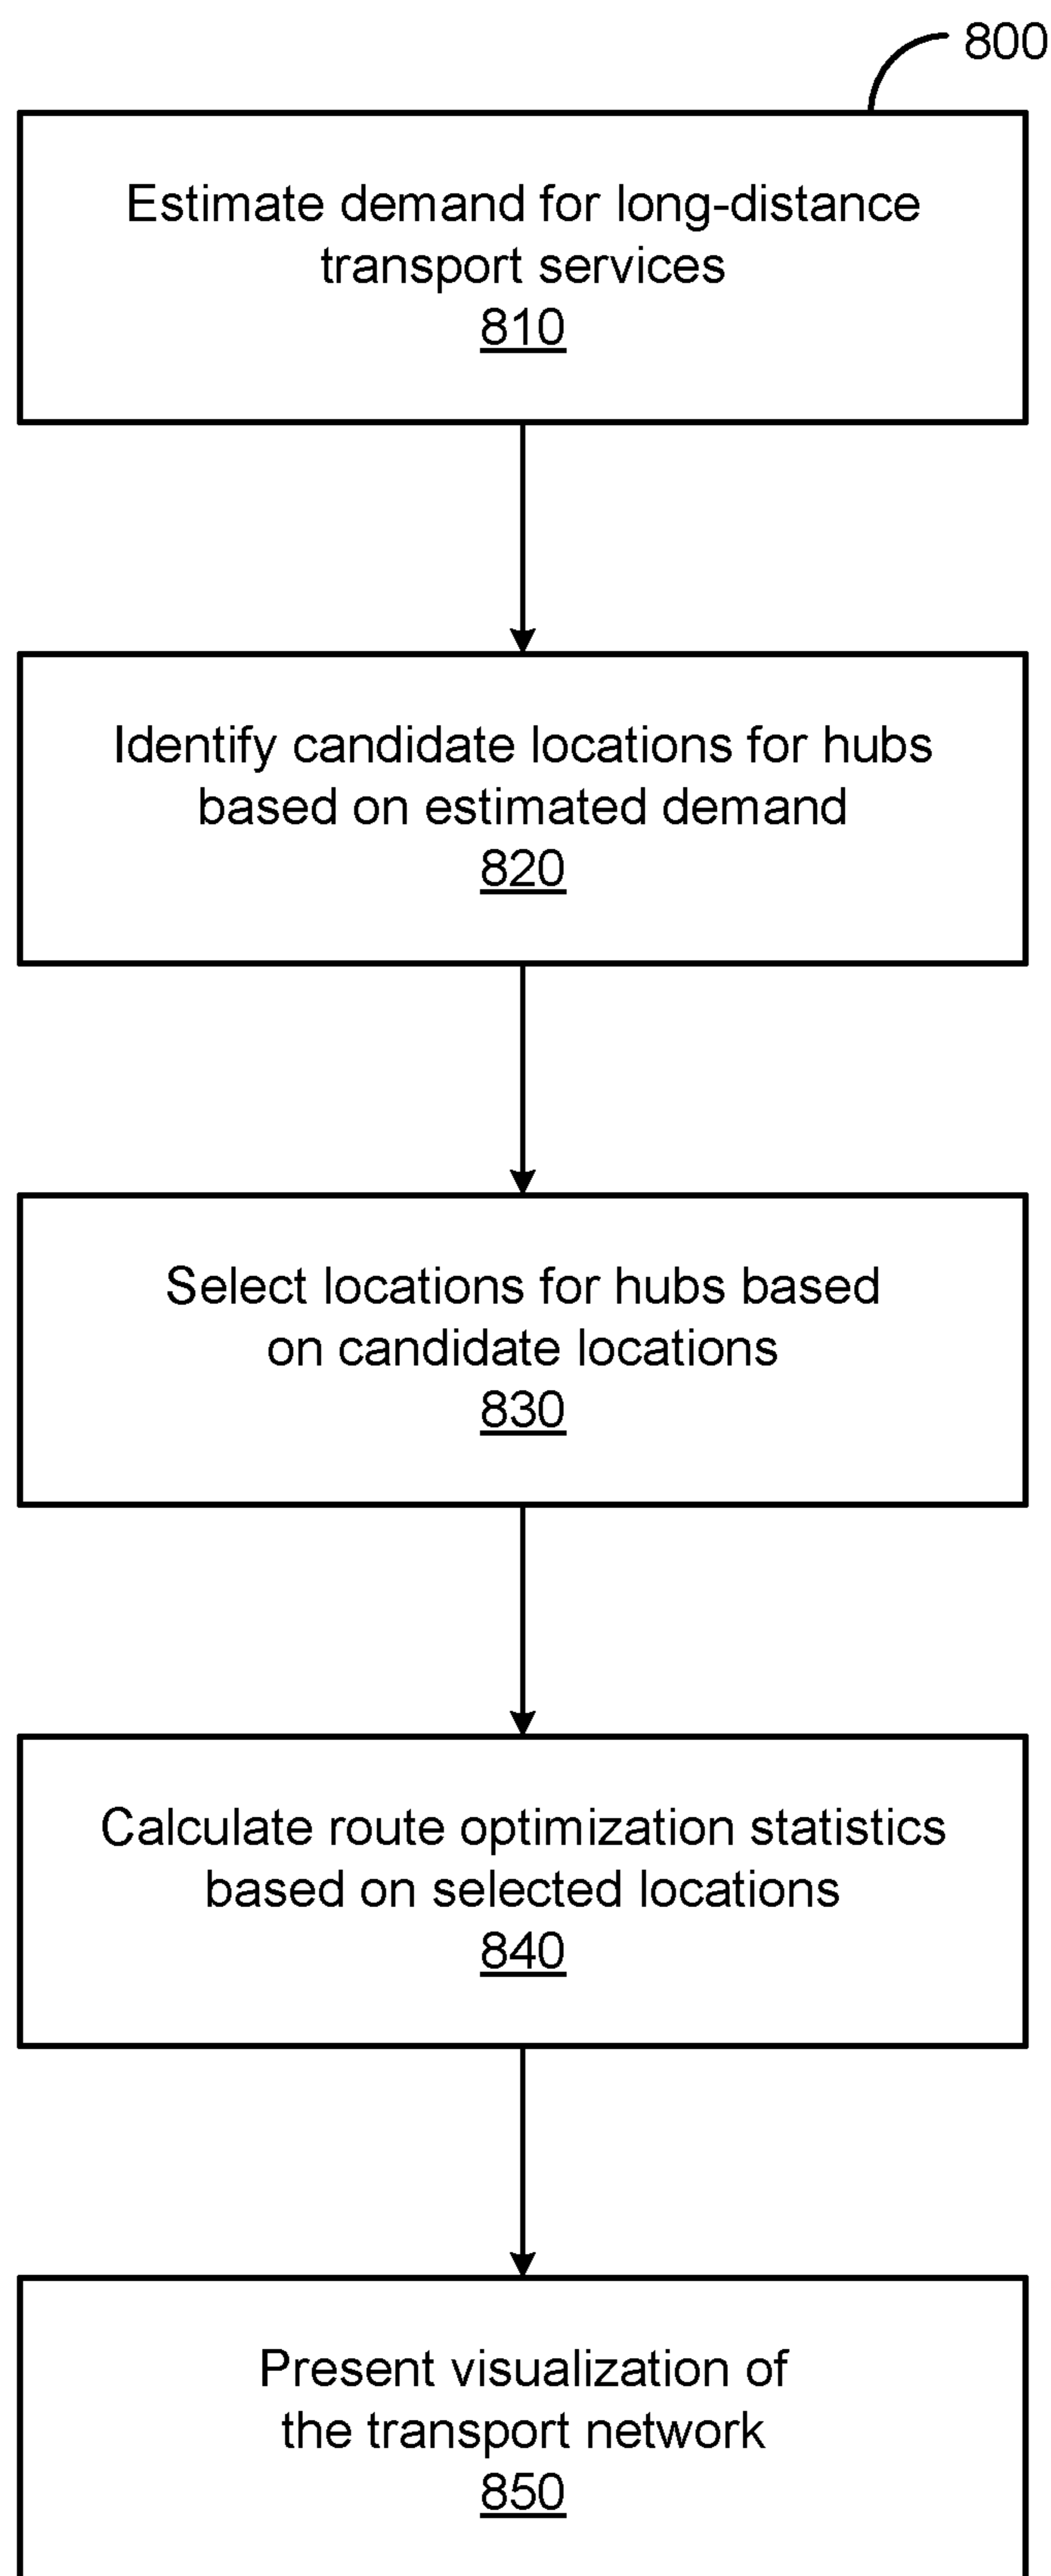 800
Estimate demand for long-distance
transport services
810
Identify candidate locations for hubs
based on estimated demand
820
Select locations for hubs based
on candidate locations
830
Calculate route optimization statistics
based on selected locations
840
Present visualization of
the transport network
850